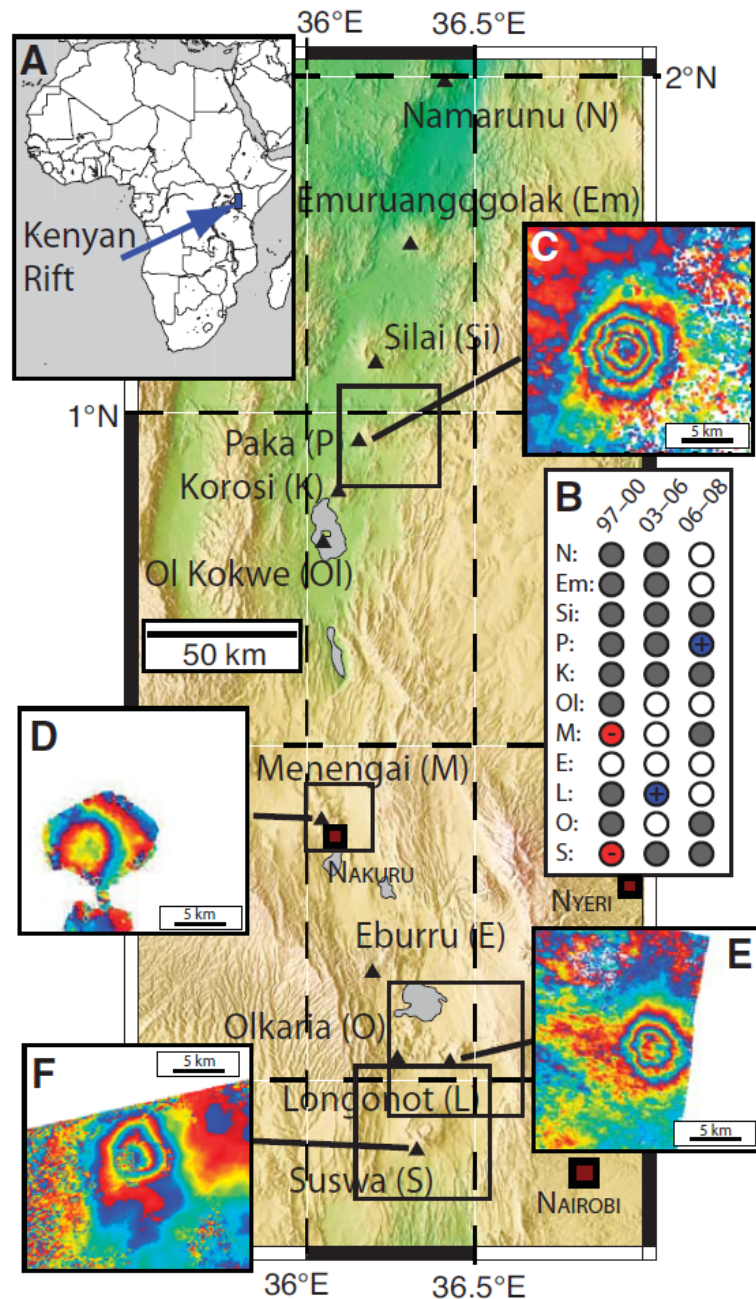 36°E
36.5°E
A
2°N
Namarunu (N)
Emuruangogolak (Em)
Kenyan
Rift
C
Silai (Si)
1°N
Paka (P)
5 km
Korosi (K)
B
97–00
03–06
06–08
N:
Em:
Ol Kokwe (Ol)
Si:
50 km
P: +
K:
Ol:
D
M: -
Menengai (M)
E:
L: +
O:
NAKURU
S: -
5 km
NYERI
Eburru (E)
E
Olkaria (O)
5 km
F
Longonot (L)
5 km
Suswa (S)
NAIROBI
36°E
36.5°E